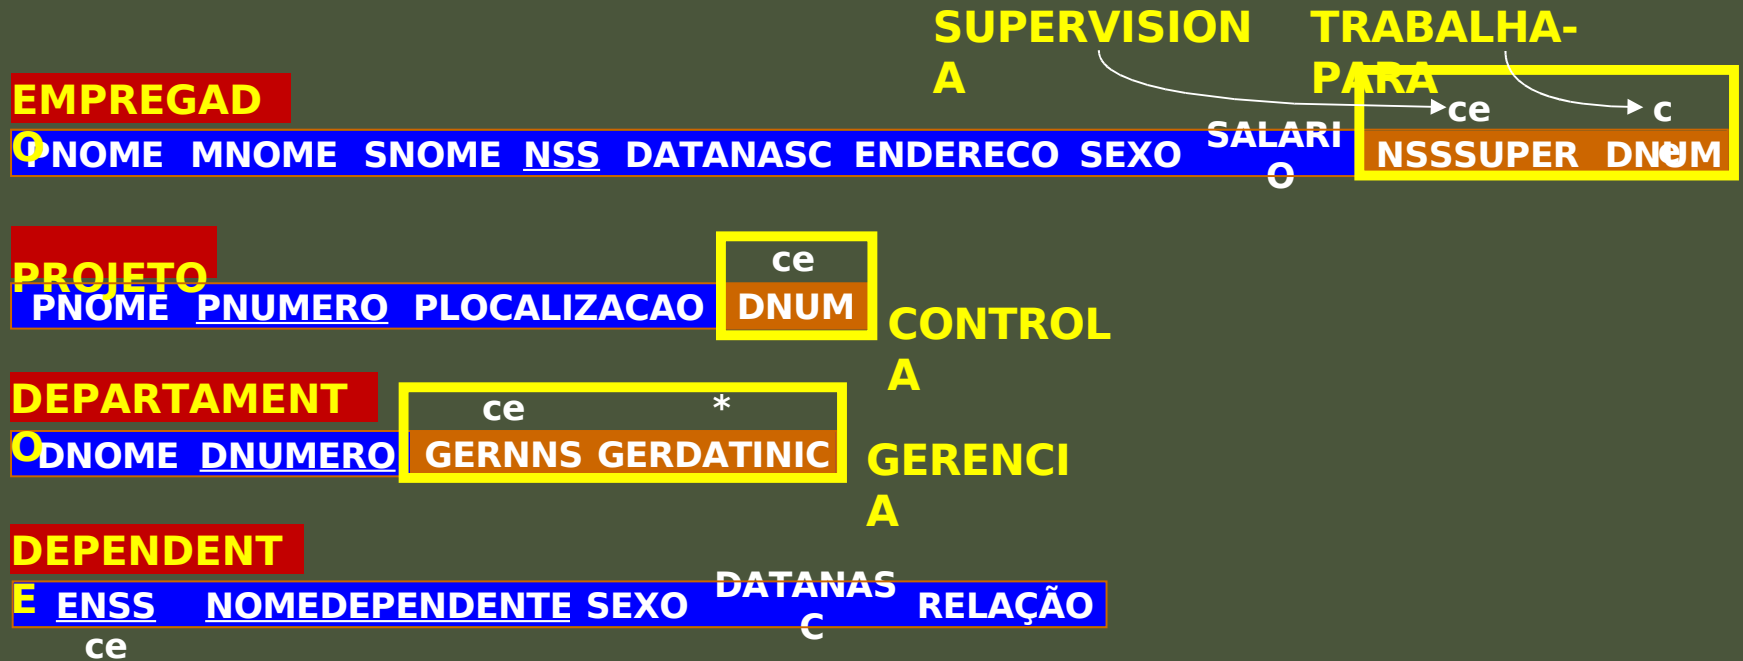 SUPERVISION
A
TRABALHA-
PARA
EMPREGAD
O
ce
c
e
PNOME MNOME SNOME NSS DATANASC ENDERECO SEXO SALARI
O
NSSSUPER DNUM
PROJETO
ce
PNOME PNUMERO PLOCALIZACAO DNUM
CONTROL
A
DEPARTAMENT
O
ce *
DNOME DNUMERO GERNNS GERDATINIC
GERENCI
A
DEPENDENT
E
ENSS NOMEDEPENDENTE SEXO DATANAS
C
RELAÇÃO
ce